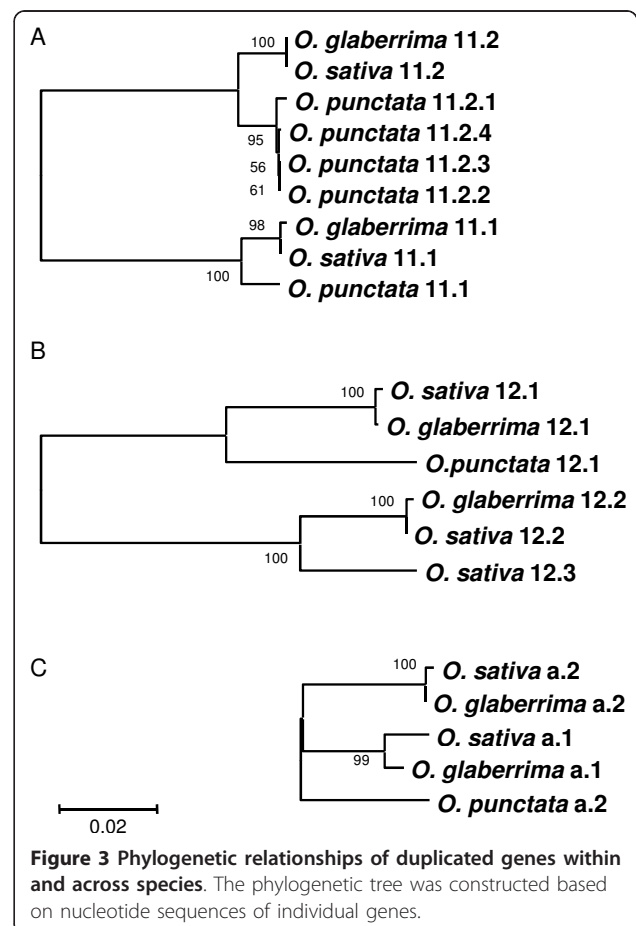 A
100
O. glaberrima 11.2
O. sativa 11.2
O. punctata 11.2.1
95
O. punctata 11.2.4
56
O. punctata 11.2.3
61
O. punctata 11.2.2
98
O. glaberrima 11.1
O. sativa 11.1
100
O. punctata 11.1
B
100
O. sativa 12.1
O. glaberrima 12.1
O.punctata 12.1
100
O. glaberrima 12.2
O. sativa 12.2
100
O. sativa 12.3
C
100
O. sativa a.2
O. glaberrima a.2
O. sativa a.1
99
O. glaberrima a.1
O. punctata a.2
0.02
Figure 3 Phylogenetic relationships of duplicated genes within
and across species. The phylogenetic tree was constructed based
on nucleotide sequences of individual genes.